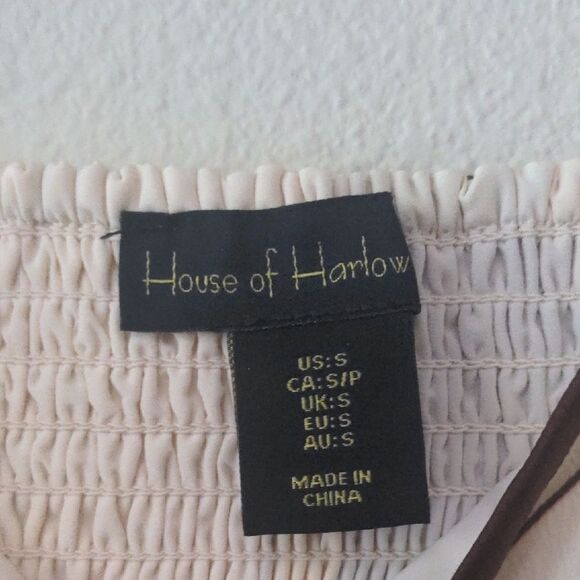 House of Harlow
US:S
CA:S/P
UK:S
EU:S
AU:S
MADE IN
CHINA